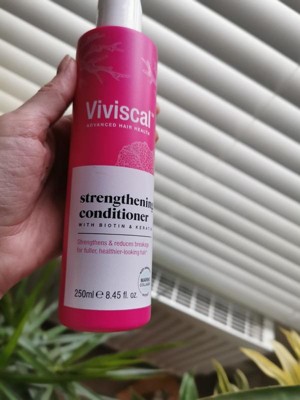 Viviscal
ADVANCED HAIR HEALTH
strengthening
conditioner
WITH BIOTIN & KERATIN
Strengthens & reduces breakage
for fuller, healthier-looking hair*
MARINE
250ml e 8.45 fl. oz.